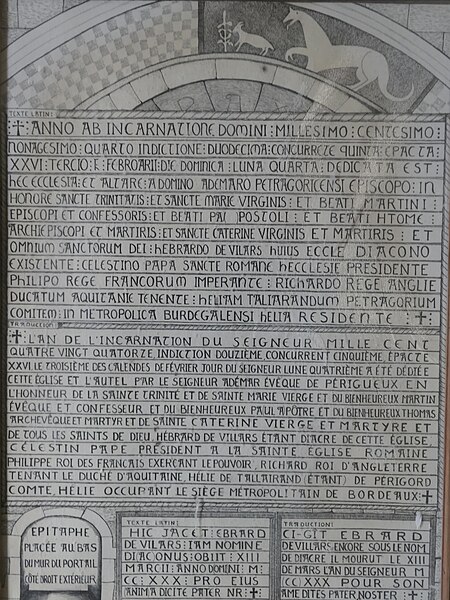 TEXTE LATIN:
✝: ANNO AB INCARNATIONE DOMINI: MILLESIMO: CENTESIMO:
NONAGESIMO: QUARTO INDICTIONE: DUODECIMA: CONCURRETE QUINTA EPACTA:
XXVI: TERCIO: K: FEBROARII: DIE DOMINICA: LUNA QUARTA: DEDICATA EST:
HEC ECCLESIA: ET ALTARE: A DOMINO ADEMARO PETRAGORICENSI EPISCOPO: IN
HONORE SANCTE TRINITATIS: ET SANCTE MARIE VIRGINIS: ET BEATI MARTINI:
EPISCOPI ET CONFESSORIS: ET BEATI PAULI APOSTOLI: ET BEATI HTOME:
ARCHIEPISCOPI ET MARTIRIS: ET SANCTE CATERINE VIRGINIS ET MARTIRIS: ET
OMNIUM SANCTORUM DEI: HEBRARDO DE VILARS HUIUS ECCLE DIACONO
EXISTENTE: CELESTINO PAPA SANCTE ROMANE HECCLESIE PRESIDENTE
PHILIPO REGE FRANCORUM IMPERANTE: RICHARDO REGE ANGLIE
DUCATUM AQUITANIE TENENTE: HELIAM TALIARANDUM PETRAGORIUM
COMITEM: IN METROPOLICA BURDEGALENSI HELIA RESIDENTE: ✝:
TRADUCTION:
✝: L'AN DE L'INCARNATION DU SEIGNEUR MILLE CENT
QUATRE VINGT QUATORZE, INDICTION DOUZIÈME CONCURRENT CINQUIÈME, ÉPACTE
XXVI, LE TROISIÈME DES CALENDES DE FÉVRIER JOUR DU SEIGNEUR LUNE QUATRIÈME A ÉTÉ DÉDIÉ
CETTE ÉGLISE ET L'AUTEL PAR LE SEIGNEUR ADÉMAR ÉVÊQUE DE PÉRIGUEUX EN
L'HONNEUR DE LA SAINTE TRINITÉ ET DE SAINTE MARIE VIERGE ET DU BIENHEUREUX MARTIN
ÉVÊQUE ET CONFESSEUR ET DU BIENHEUREUX PAUL APÔTRE ET DU BIENHEUREUX THOMAS
ARCHEVÊQUE ET MARTYR ET DE SAINTE CATERINE VIERGE ET MARTYRE ET
DE TOUS LES SAINTS DE DIEU, HÉBRARD DE VILLARS ÉTANT DIACRE DE CETTE ÉGLISE,
CÉLESTIN PAPE PRÉSIDENT A LA SAINTE EGLISE ROMAINE
PHILIPPE ROI DES FRANÇAIS EXERÇANT LE POUVOIR, RICHARD ROI D'ANGLETERRE
TENANT LE DUCHÉ D'AQUITAINE, HÉLIE DE TALLAIRAND (ÉTANT) DE PÉRIGORD
COMTE, HÉLIE OCCUPANT LE SIÈGE MÉTROPOLITAIN DE BORDEAUX: ✝
EPITAPHE
PLACÉE AU BAS
DU MUR DU PORTAIL
CÔTÉ DROIT EXTÉRIEUR
TEXTE LATIN:
HIC JACET: EBRARD
DE VILARS: IAM NOMINE
DIACONUS: OBIIT: XIII
MARCII: ANNO DOMINI: M:
CC: XXX: PRO EIUS
ANIMA DICITE PATER NR: ✝:
TRADUCTION:
CI-GÎT EBRARD
DE VILLARS ENCORE SOUS LE NOM
DE DIACRE IL MOURUT LE XIII
DE MARS L'AN DU SEIGNEUR M
(CC) XXX POUR SON
AME DITES PATER NOSTER: ✝